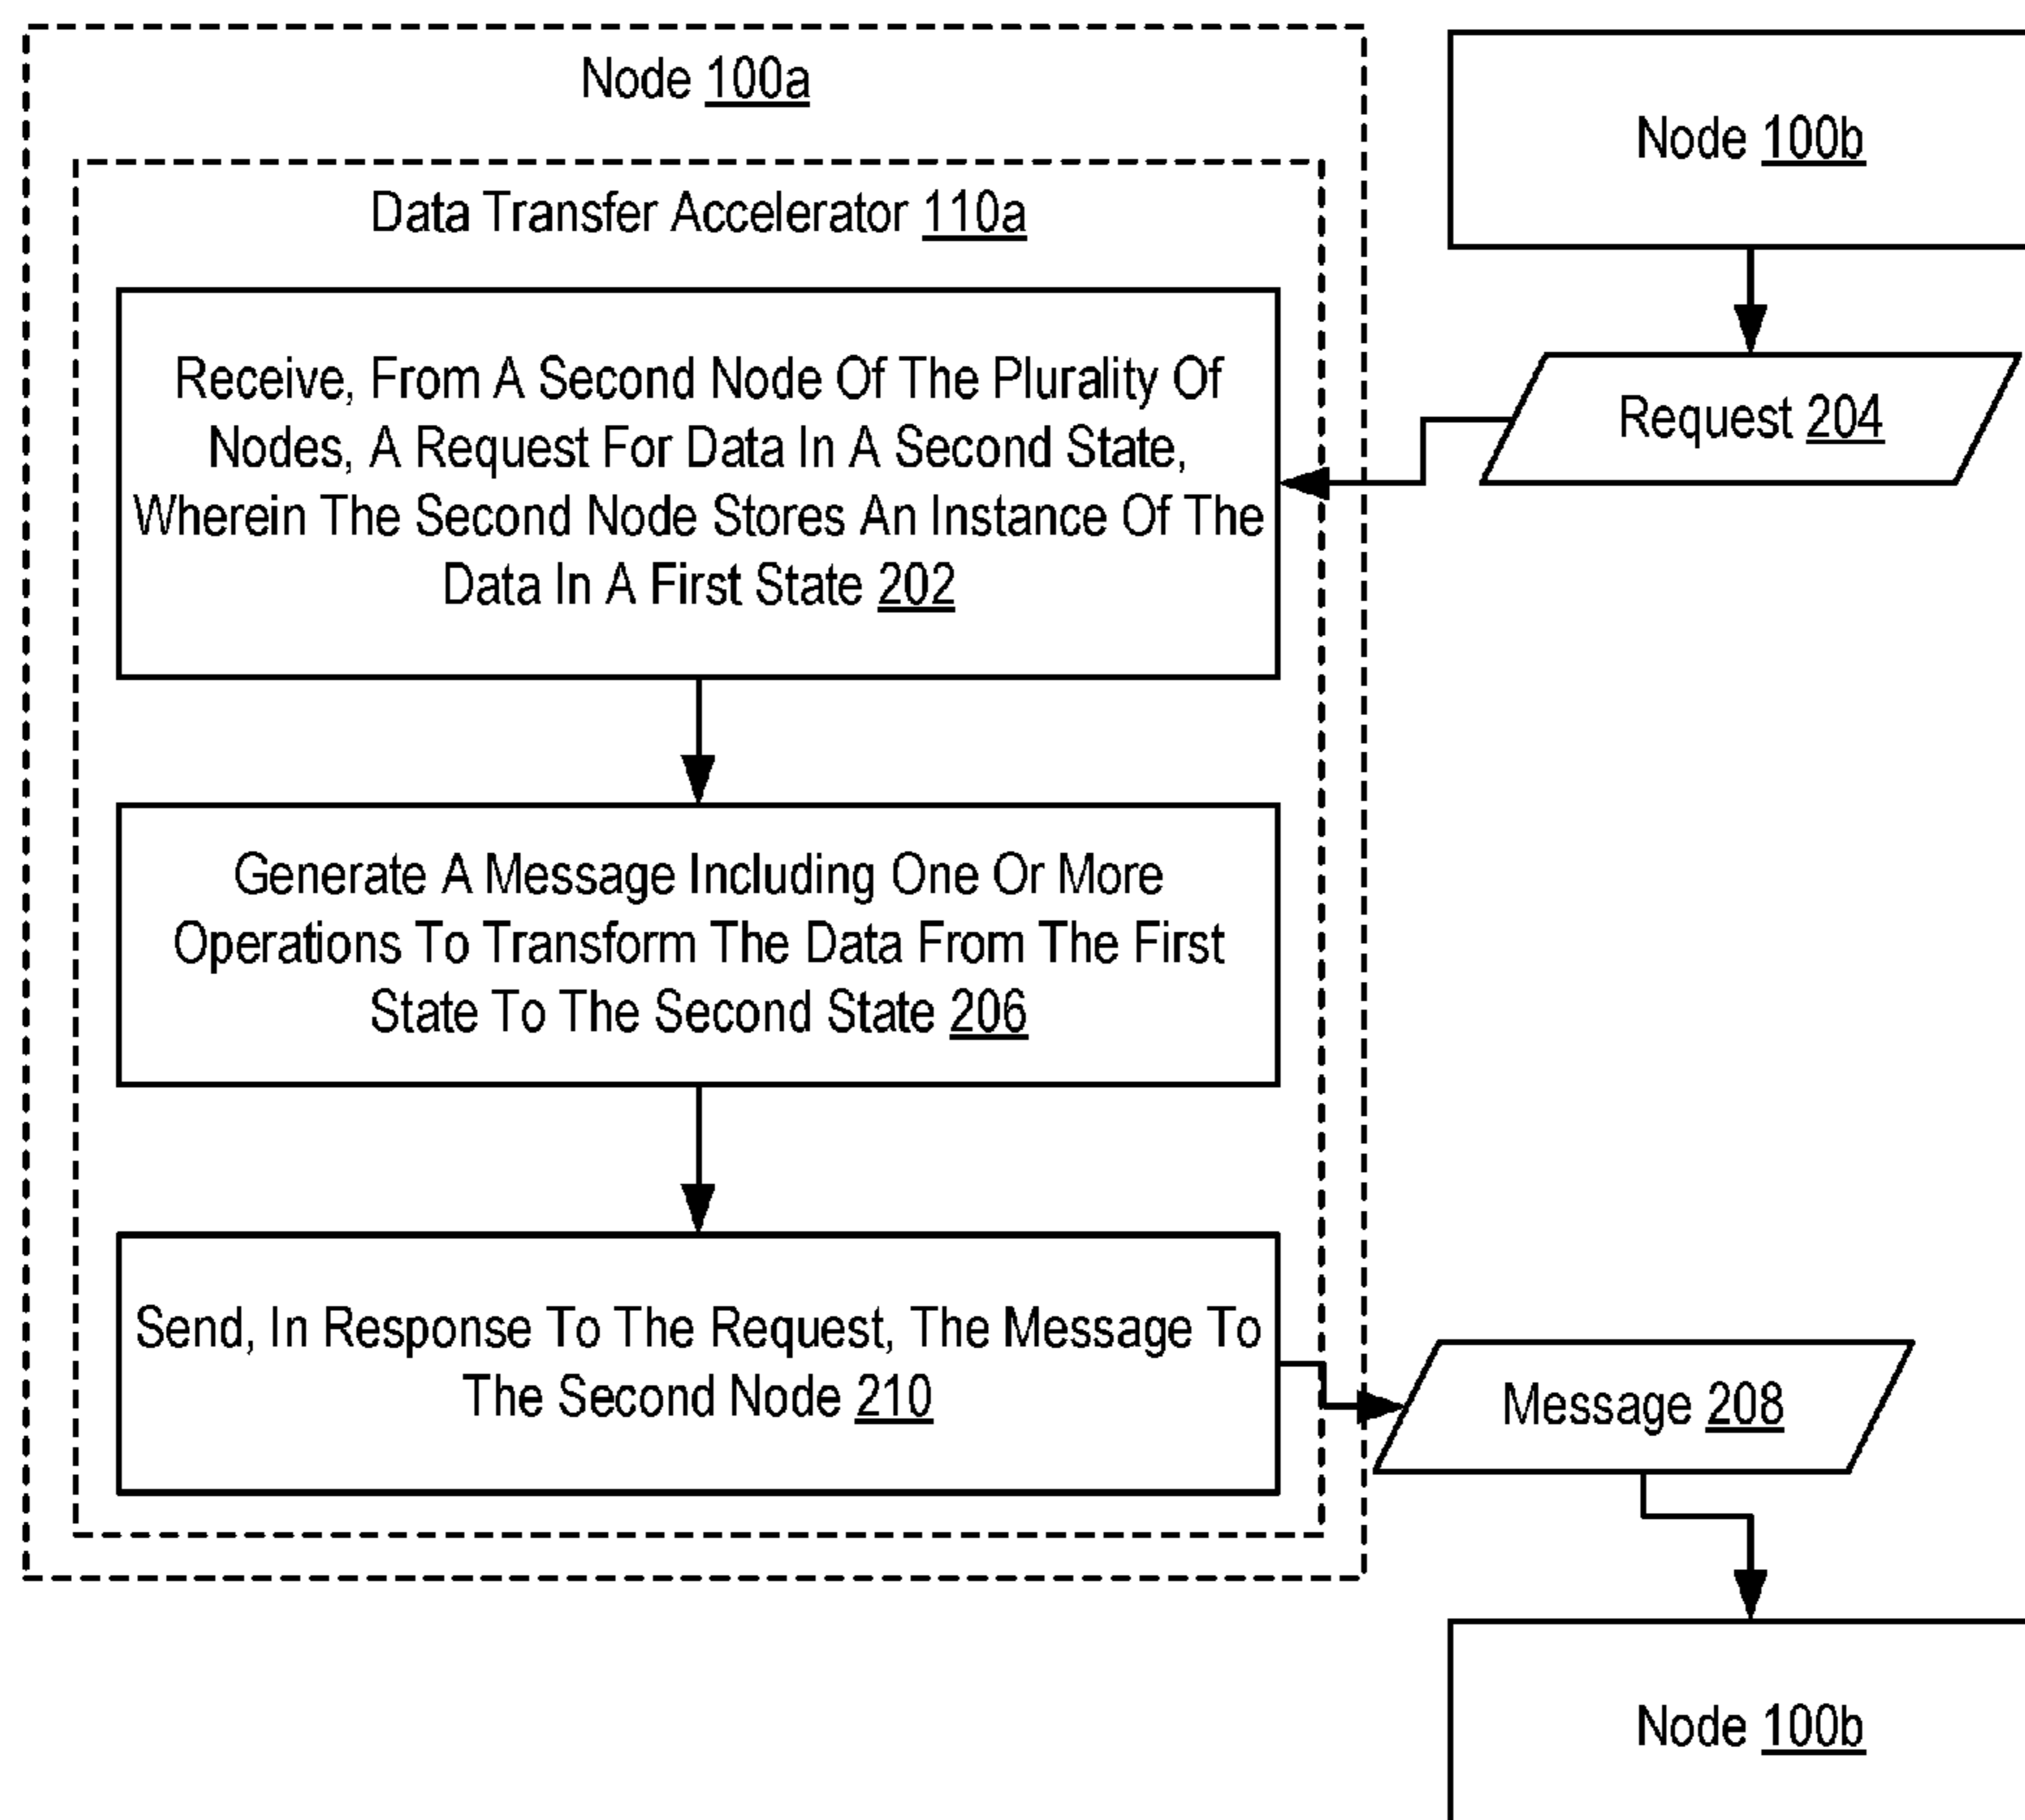 Node 100a
Data Transfer Accelerator 110a
Receive, From A Second Node Of The Plurality Of
Nodes, A Request For Data In A Second State,
Wherein The Second Node Stores An Instance Of The
Data In A First State 202
Node 100b
Request 204
Generate A Message Including One Or More
Operations To Transform The Data From The First
State To The Second State 206
Send, In Response To The Request, The Message To
The Second Node 210
Message 208
Node 100b